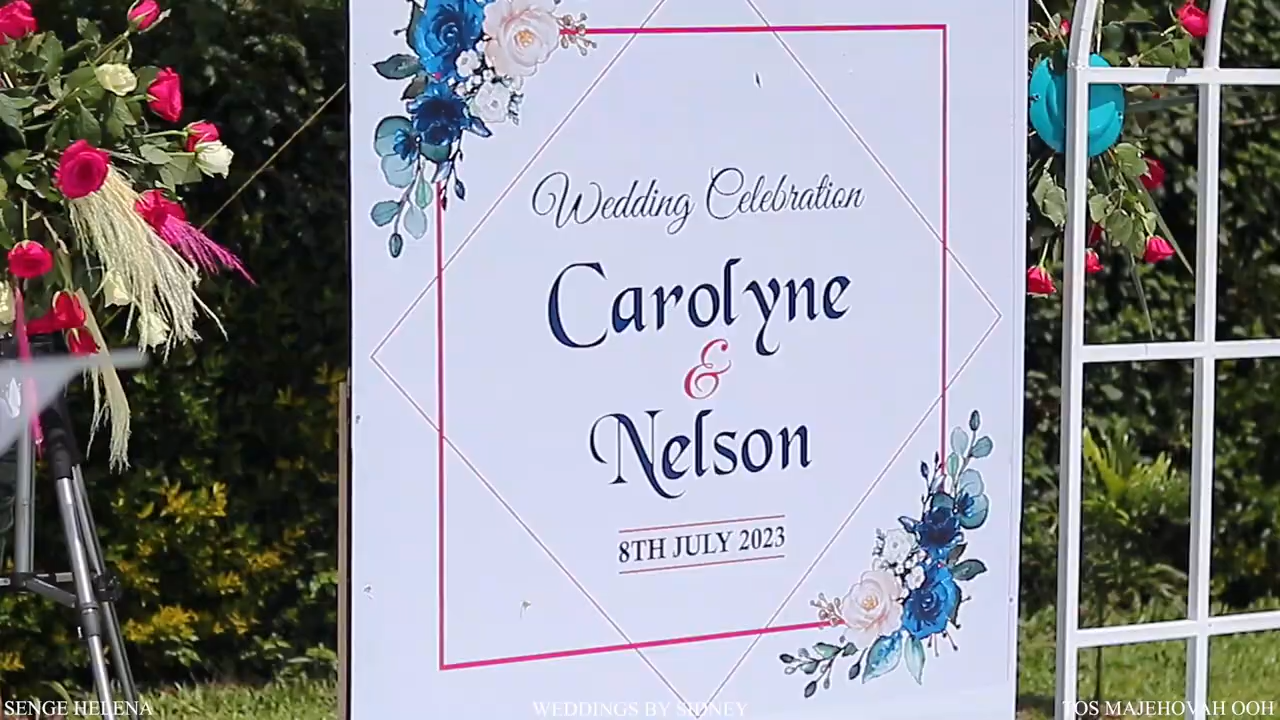 Wedding Celebration
Carolyne
&
Nelson
8TH JULY 2023
SENGE HELENA
WEDDINGS BY SIDNEY
TOS MAJEHOVAH OOH